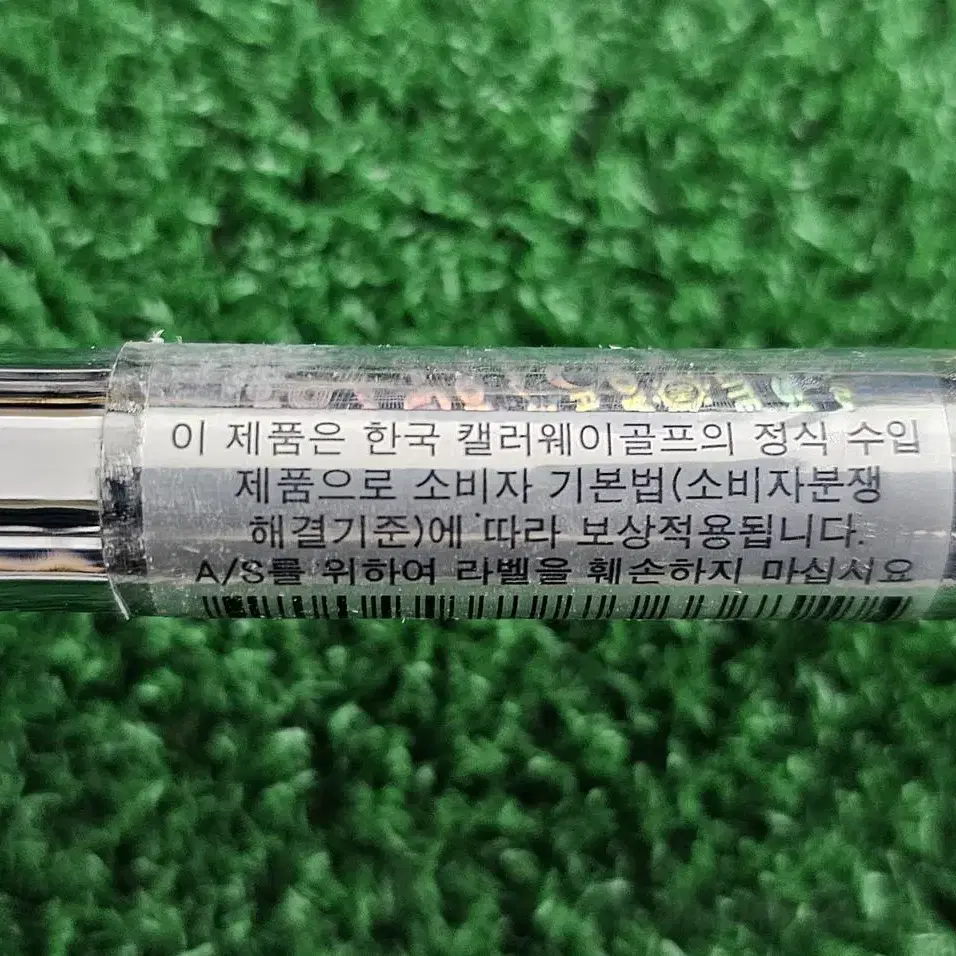 이 제품은 한국 캘러웨이골프의 정식 수입
제품으로 소비자 기본법(소비자분쟁
해결기준)에 따라 보상적용됩니다.
A/S를 위하여 라벨을 훼손하지 마십시요